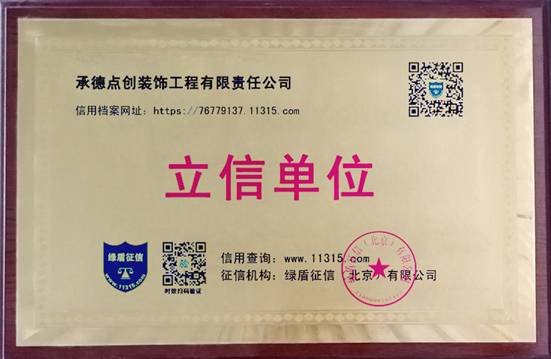 承德点创装饰工程有限责任公司
信用档案网址：https://76779137.11315.com
立信单位
绿盾征信
www.11315.com
时效扫码验证
信用查询：www.11315.com
征信机构：绿盾征信（北京）有限公司